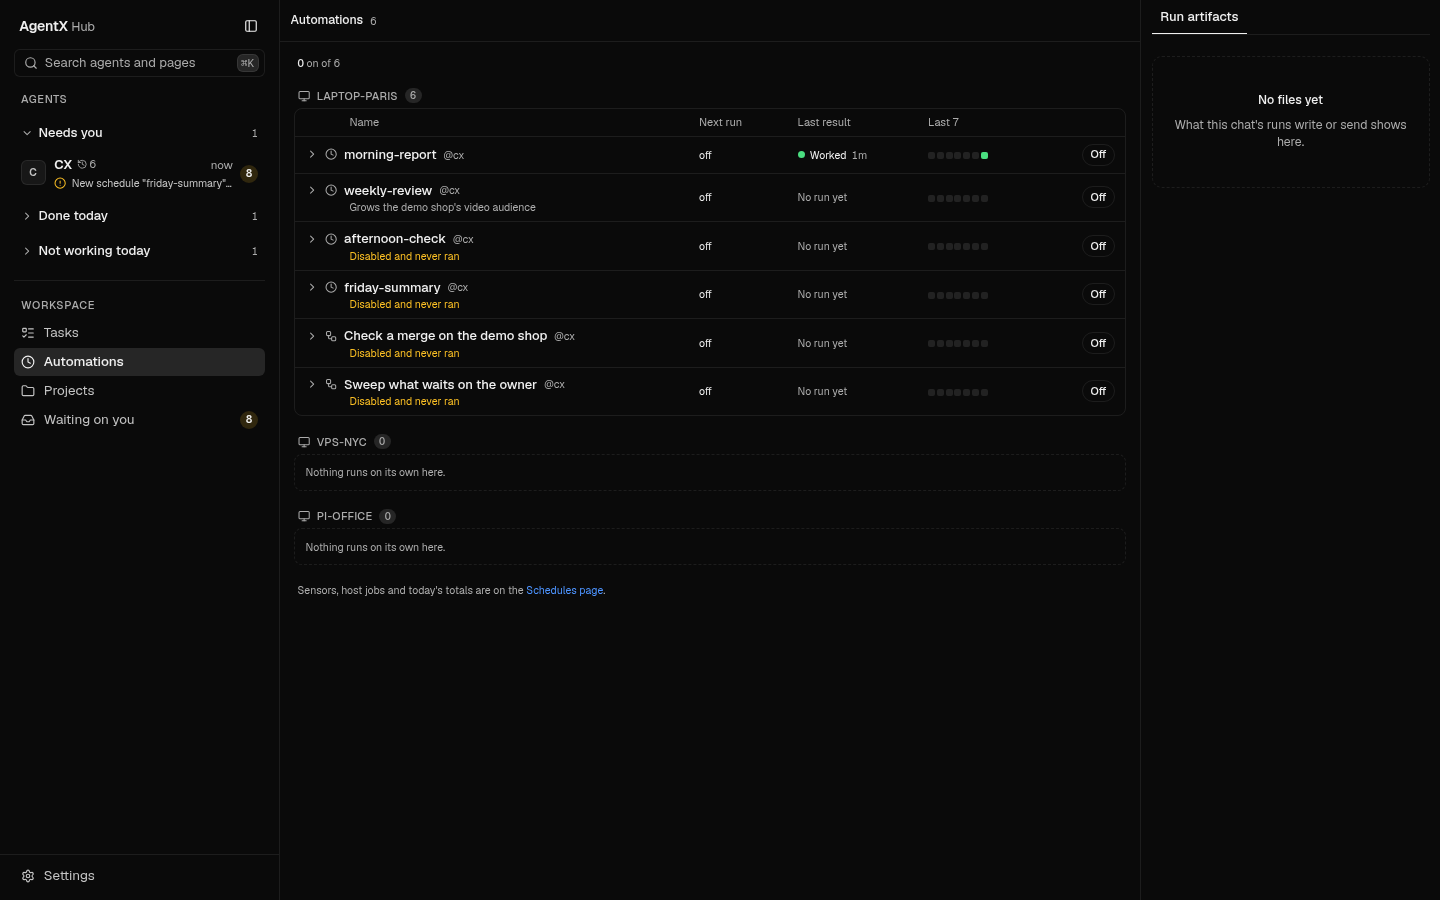 AgentX Hub
Search agents and pages
⌘K
AGENTS
Needs you
1
CX
6
now
New schedule "friday-summary"...
8
Done today
1
Not working today
1
WORKSPACE
Tasks
Automations
Projects
Waiting on you
8
Settings
Automations 6
0 on of 6
LAPTOP-PARIS 6
Name Next run Last result Last 7
morning-report @cx off Worked 1m Off
weekly-review @cx
Grows the demo shop's video audience
off No run yet Off
afternoon-check @cx
Disabled and never ran
off No run yet Off
friday-summary @cx
Disabled and never ran
off No run yet Off
Check a merge on the demo shop @cx
Disabled and never ran
off No run yet Off
Sweep what waits on the owner @cx
Disabled and never ran
off No run yet Off
VPS-NYC 0
Nothing runs on its own here.
PI-OFFICE 0
Nothing runs on its own here.
Sensors, host jobs and today's totals are on the Schedules page.
Run artifacts
No files yet
What this chat's runs write or send shows
here.
C